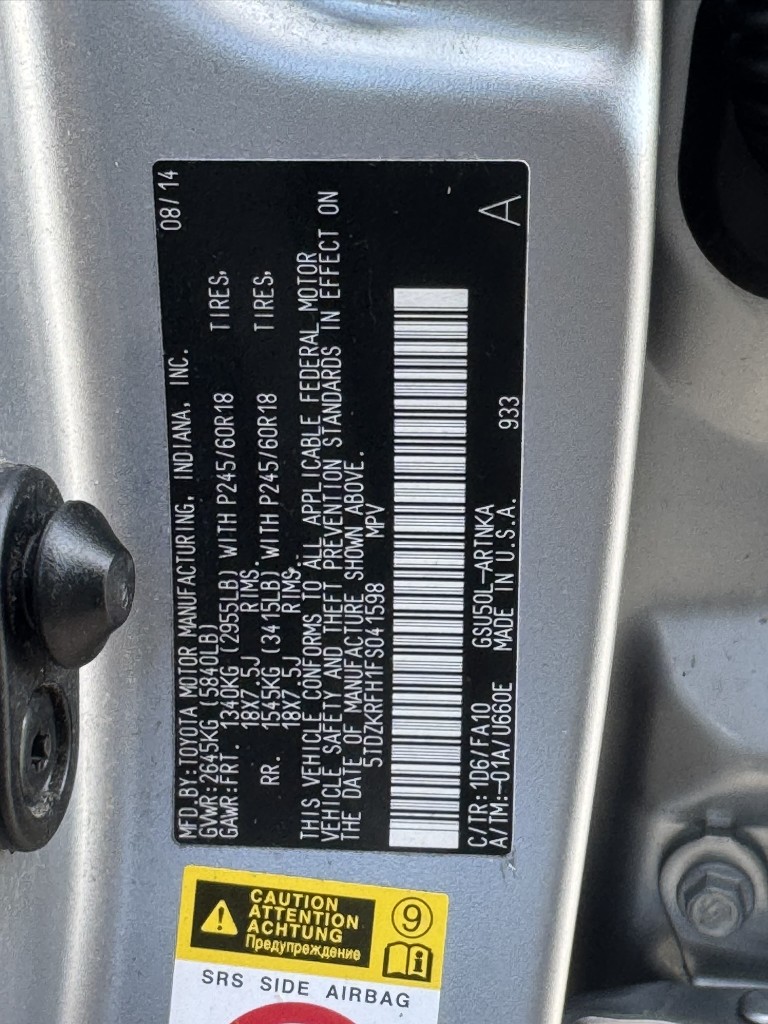 MFD.BY:TOYOTA MOTOR MANUFACTURING, INDIANA, INC. 08/14
GVWR:2645KG (5840LB)
GAWR:FRT. 1340KG (2955LB) WITH P245/60R18 TIRES,
18X7.5J RIMS.
RR. 1545KG (3415LB) WITH P245/60R18 TIRES,
18X7.5J RIMS,
THIS VEHICLE CONFORMS TO ALL APPLICABLE FEDERAL MOTOR
VEHICLE SAFETY AND THEFT PREVENTION STANDARDS IN EFFECT ON
THE DATE OF MANUFACTURE SHOWN ABOVE.
5TDZKRFH1FS041598 MPV
A
C/TR:1D6/FA10 GSU50L-ARTNKA 933
A/TM:-01A/U660E MADE IN U.S.A.
CAUTION
ATTENTION
ACHTUNG
Предупреждение
9
SRS SIDE AIRBAG